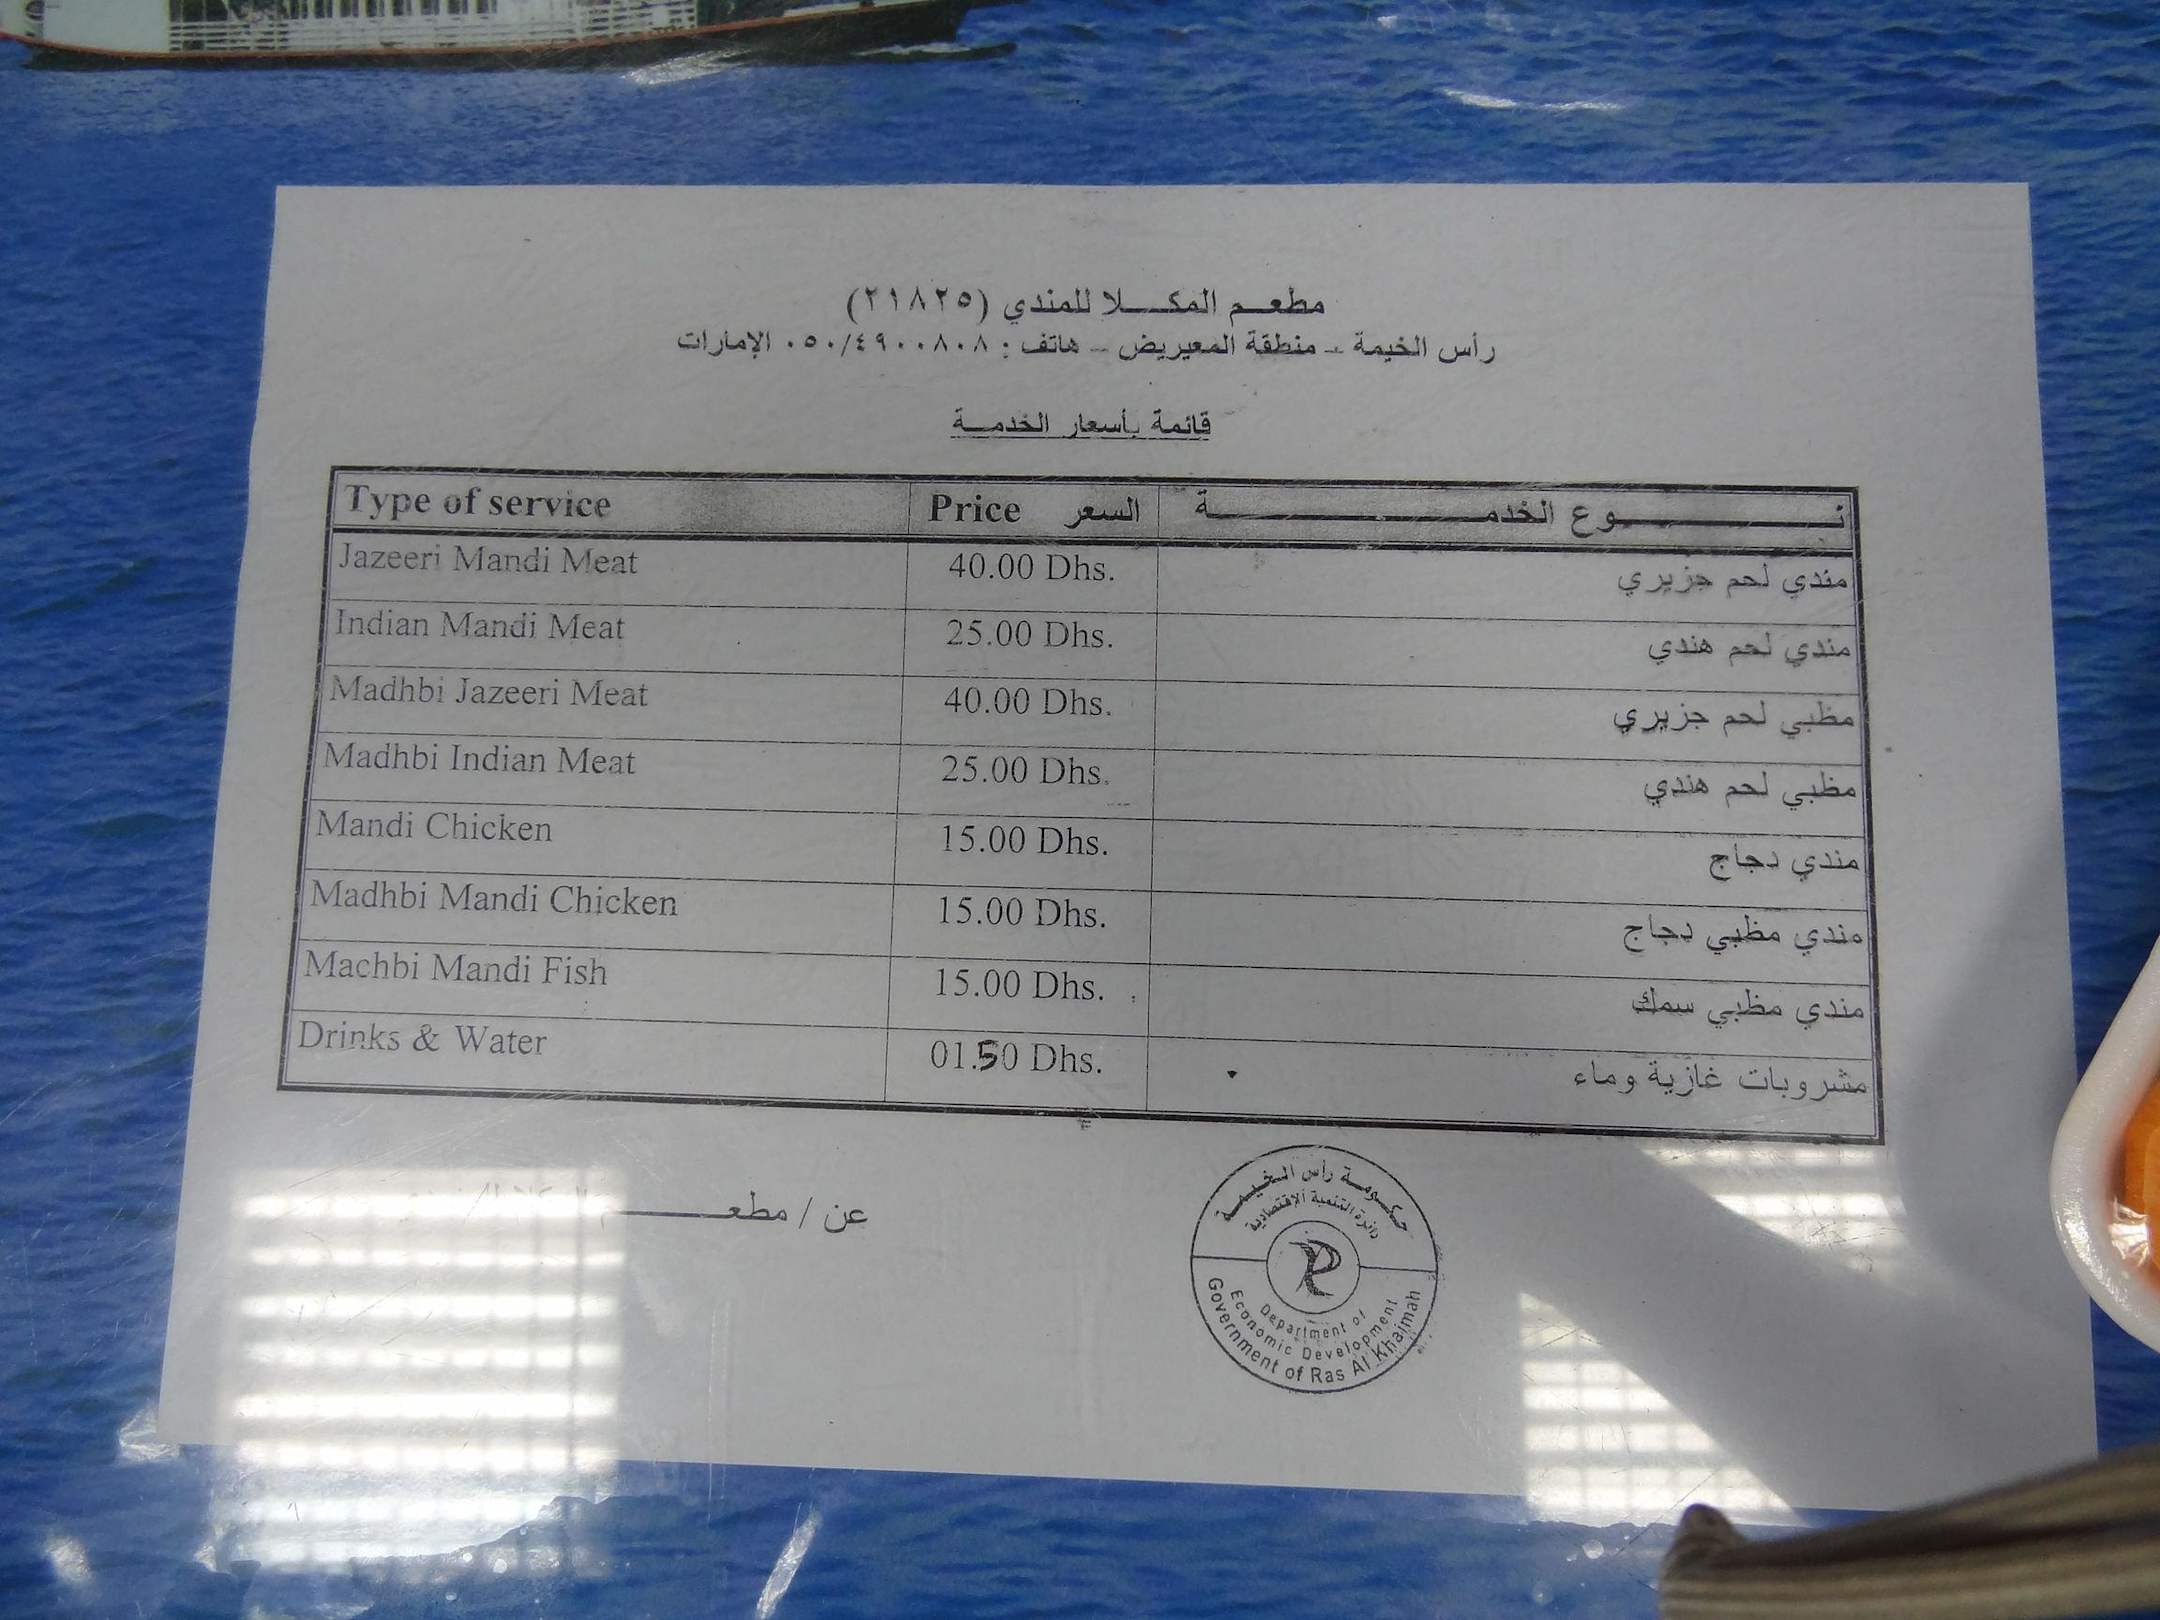 مطعم المكلا للمندي (٢١٨٢٥)
رأس الخيمة - منطقة المعيريض - هاتف : ٠٥٠/٤٩٠٠٨٠٨ الإمارات
قائمة بأسعار الخدمة
Type of service Price السعر نوع الخدمة
Jazeeri Mandi Meat 40.00 Dhs. مندي لحم جزيري
Indian Mandi Meat 25.00 Dhs. مندي لحم هندي
Madhbi Jazeeri Meat 40.00 Dhs. مظبي لحم جزيري
Madhbi Indian Meat 25.00 Dhs. مظبي لحم هندي
Mandi Chicken 15.00 Dhs. مندي دجاج
Madhbi Mandi Chicken 15.00 Dhs. مندي مظبي دجاج
Machbi Mandi Fish 15.00 Dhs. مندي مظبي سمك
Drinks & Water 01.50 Dhs. مشروبات غازية وماء
عن / مطعم
حكومة رأس الخيمة
دائرة التنمية الاقتصادية
Department of
Economic Development
Government of Ras Al Khaimah